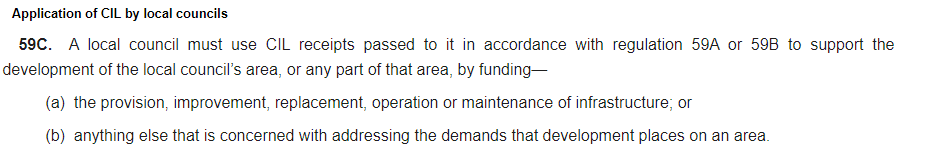 Application of CIL by local councils
59C. A local council must use CIL receipts passed to it in accordance with regulation 59A or 59B to support the
development of the local council's area, or any part of that area, by funding—
(a) the provision, improvement, replacement, operation or maintenance of infrastructure; or
(b) anything else that is concerned with addressing the demands that development places on an area.